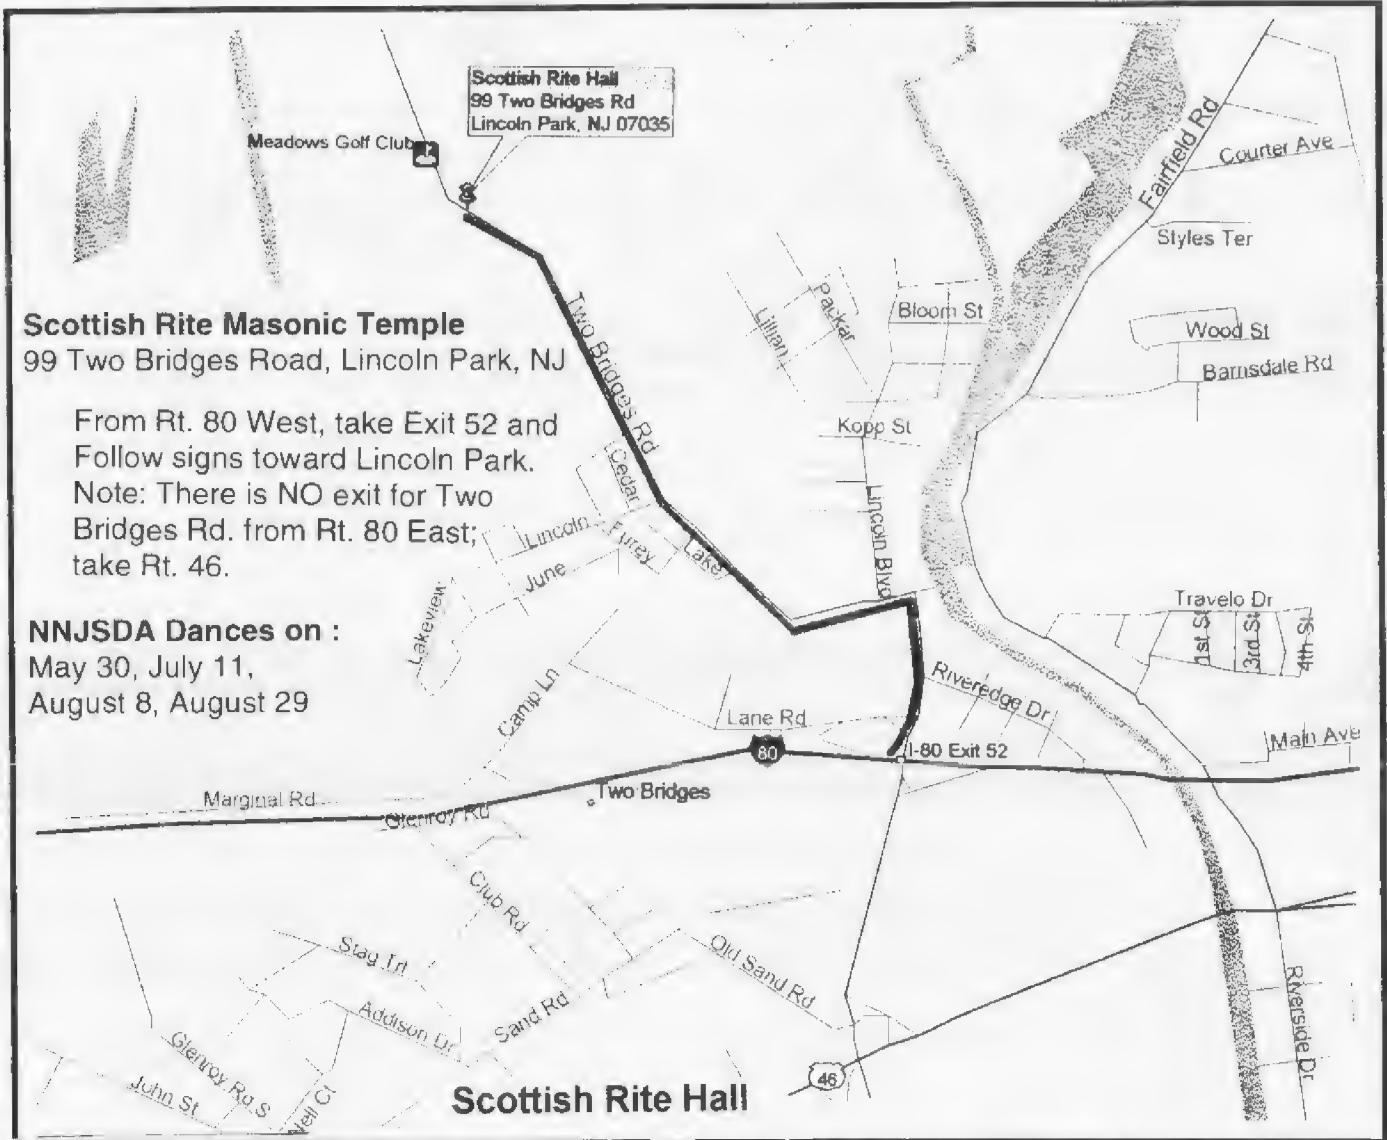 Scottish Rite Hall
99 Two Bridges Rd
Lincoln Park, NJ 07035
Meadows Golf Club
Fairfield Rd
Courter Ave
Styles Ter
Scottish Rite Masonic Temple
99 Two Bridges Road, Lincoln Park, NJ
From Rt. 80 West, take Exit 52 and
Follow signs toward Lincoln Park.
Note: There is NO exit for Two
Bridges Rd. from Rt. 80 East;
take Rt. 46.
NNJSDA Dances on :
May 30, July 11,
August 8, August 29
Two Bridges Rd
Lillian
Packar
Bloom St
Wood St
Barnsdale Rd
Kopp St
Lincoln Blvd
Cedar
Lincoln
Furey
Lake
June
Lakeview
Travelo Dr
1st St
3rd St
4th St
Riveredge Dr
Camp Ln
Lane Rd
Main Ave
80
I-80 Exit 52
Two Bridges
Marginal Rd
Glenroy Rd
Club Rd
Stag Trl
Old Sand Rd
Sand Rd
Addison Dr
Riverside Dr
Glenroy Rd S
John St
Nell Ct
46
Scottish Rite Hall